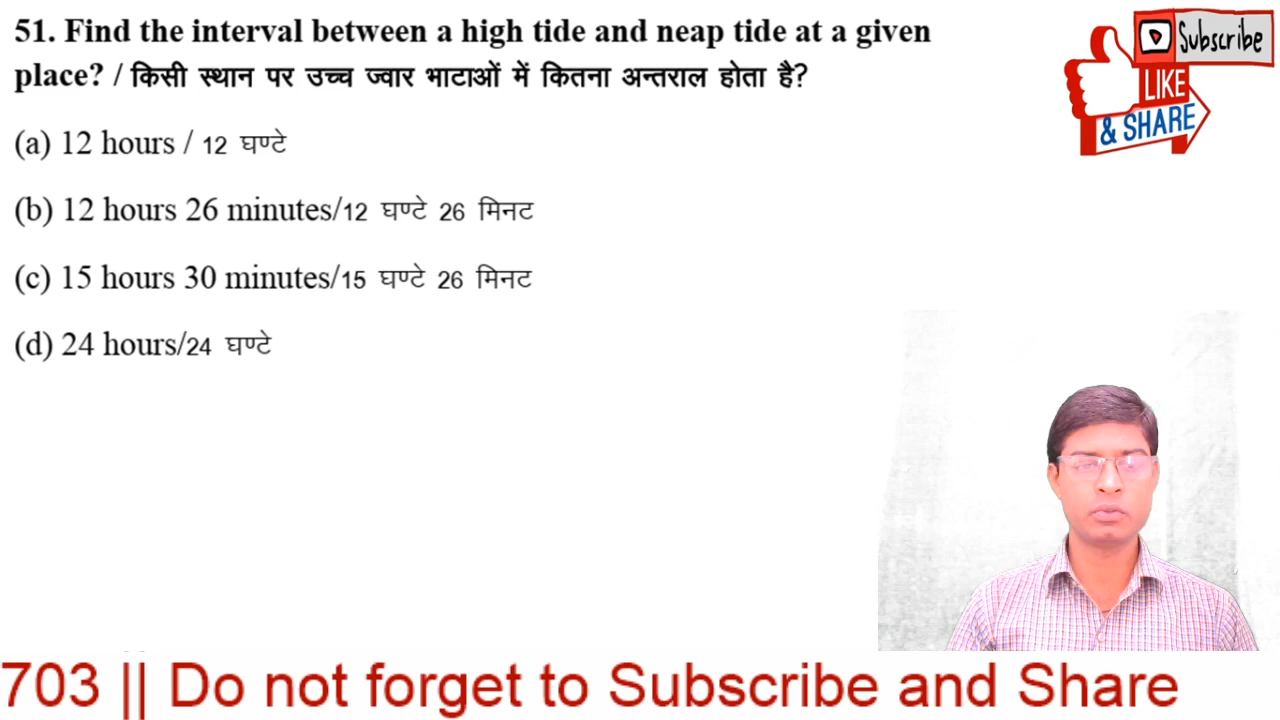 51. Find the interval between a high tide and neap tide at a given
place? / किसी स्थान पर उच्च ज्वार भाटाओं में कितना अन्तराल होता है?
(a) 12 hours / 12 घण्टे
(b) 12 hours 26 minutes/12 घण्टे 26 मिनट
(c) 15 hours 30 minutes/15 घण्टे 26 मिनट
(d) 24 hours/24 घण्टे
Subscribe
LIKE
& SHARE
703 || Do not forget to Subscribe and Share